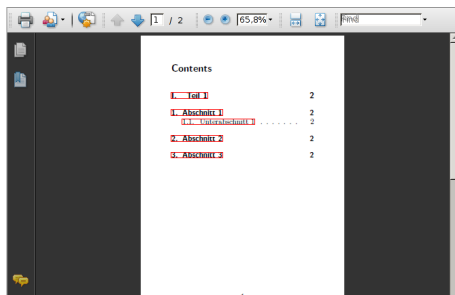 1 / 2 65,8% Find
Contents
I. Teil 1 2
1. Abschnitt 1 2
1.1. Unterabschnitt 1 . . . . . . . 2
2. Abschnitt 2 2
3. Abschnitt 3 2